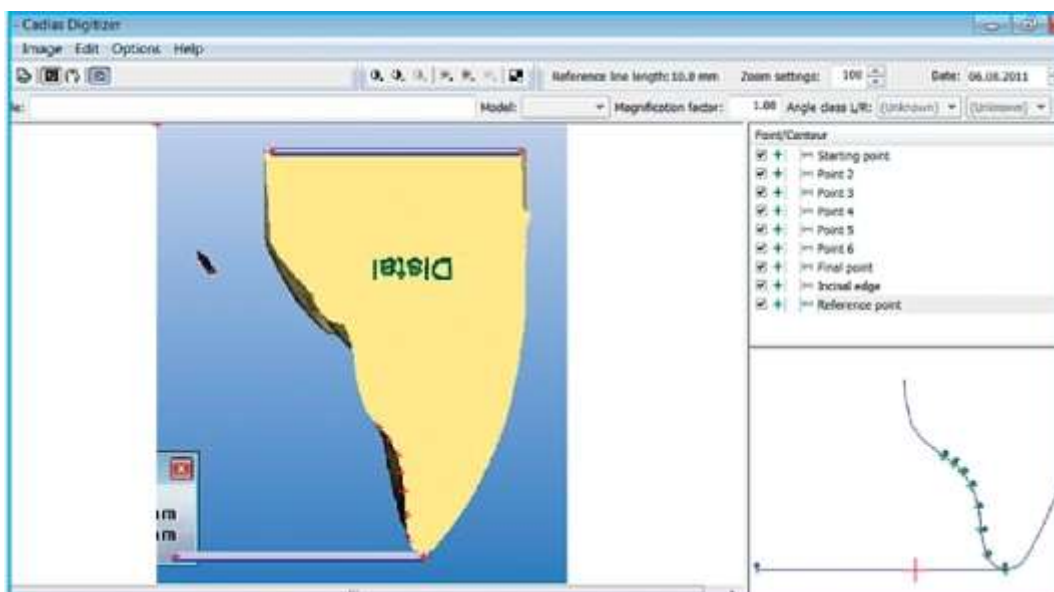 - Cadias Digitizer
Image Edit Options Help
Reference line length: 10.0 mm Zoom settings: 100 Date: 06.08.2011
Model: Magnification factor: 1.00 Angle class L/R: (Unknown) (Unknown)
Point/Contour
Starting point
Point 2
Point 3
Point 4
Point 5
Point 6
Final point
Incisal edge
Reference point
Distal